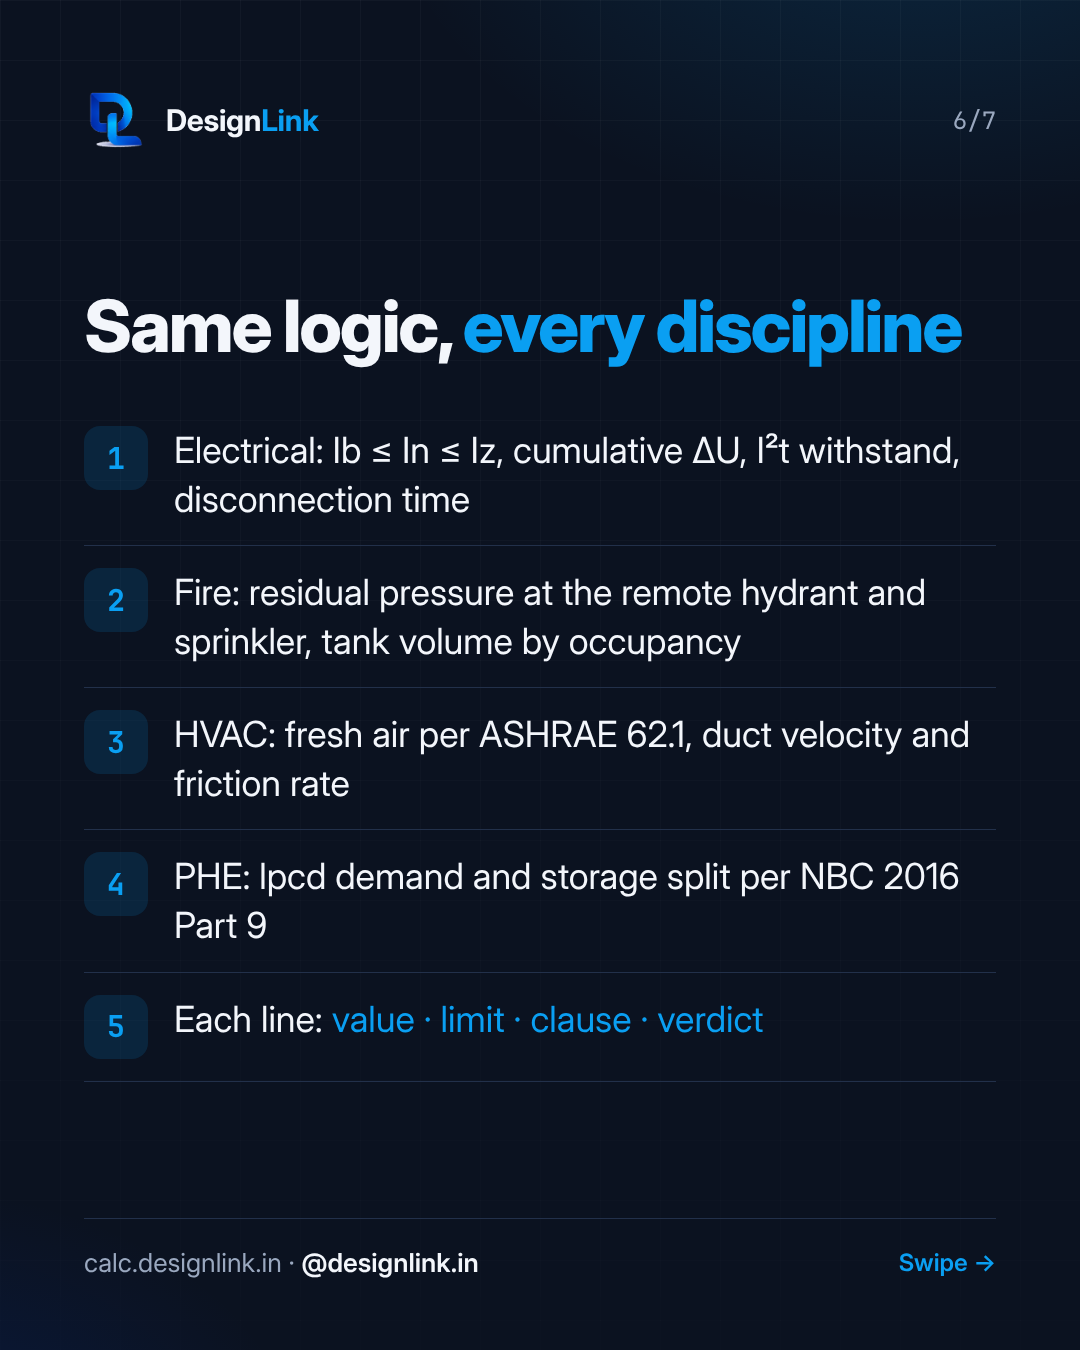 DesignLink
6/7
Same logic, every discipline
1
Electrical: Ib ≤ In ≤ Iz, cumulative ΔU, I²t withstand,
disconnection time
2
Fire: residual pressure at the remote hydrant and
sprinkler, tank volume by occupancy
3
HVAC: fresh air per ASHRAE 62.1, duct velocity and
friction rate
4
PHE: lpcd demand and storage split per NBC 2016
Part 9
5
Each line: value · limit · clause · verdict
calc.designlink.in · @designlink.in
Swipe →